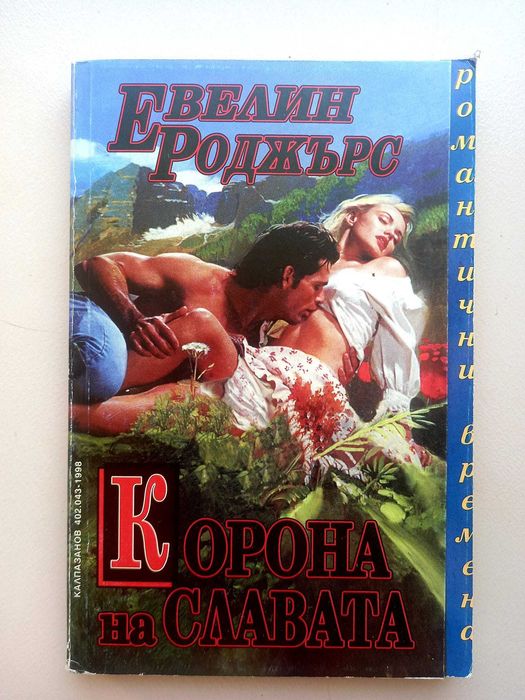 ЕВЕЛИН
РОДЖЪРС
романтични времена
КОРОНА
на СЛАВАТА
КАЛПАЗАНОВ 402.043-1998